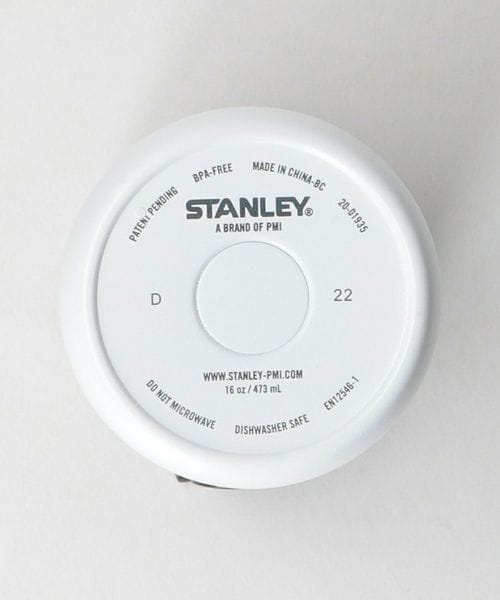 PATENT PENDING
BPA-FREE
MADE IN CHINA-BC
20-01935
STANLEY®
A BRAND OF PMI
D
22
WWW.STANLEY-PMI.COM
16 oz / 473 mL
DO NOT MICROWAVE
DISHWASHER SAFE
EN12546-1